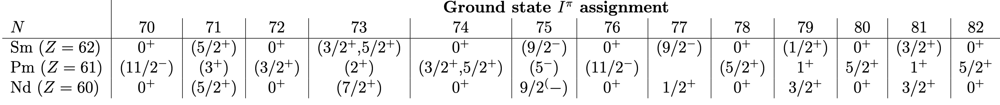 Ground state I^π assignment
N 70 71 72 73 74 75 76 77 78 79 80 81 82
Sm (Z = 62) 0⁺ (5/2⁺) 0⁺ (3/2⁺,5/2⁺) 0⁺ (9/2⁻) 0⁺ (9/2⁻) 0⁺ (1/2⁺) 0⁺ (3/2⁺) 0⁺
Pm (Z = 61) (11/2⁻) (3⁺) (3/2⁺) (2⁺) (3/2⁺,5/2⁺) (5⁻) (11/2⁻) (5/2⁺) 1⁺ 5/2⁺ 1⁺ 5/2⁺
Nd (Z = 60) 0⁺ (5/2⁺) 0⁺ (7/2⁺) 0⁺ 9/2⁽−) 0⁺ 1/2⁺ 0⁺ 3/2⁺ 0⁺ 3/2⁺ 0⁺